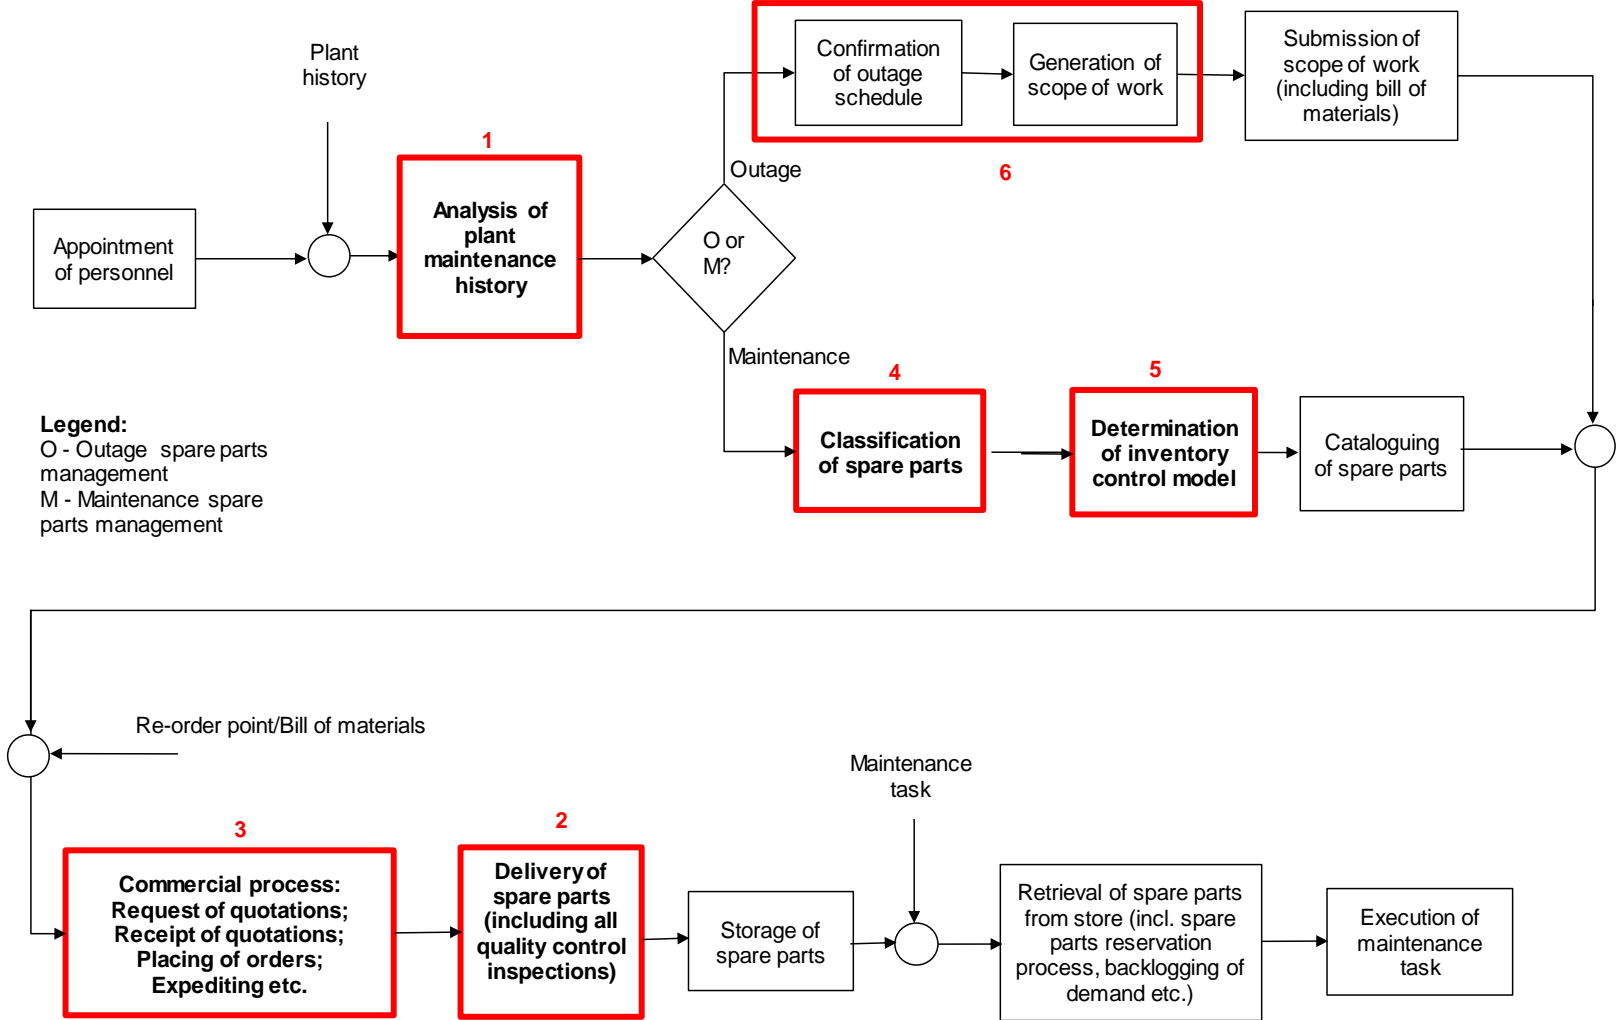 Plant
history
1
Appointment
of personnel
Analysis of
plant
maintenance
history
O or
M?
Outage
Confirmation
of outage
schedule
Generation of
scope of work
6
Submission of
scope of work
(including bill of
materials)
Maintenance
4
Classification
of spare parts
5
Determination
of inventory
control model
Cataloguing
of spare parts
Legend:
O - Outage spare parts
management
M - Maintenance spare
parts management
Re-order point/Bill of materials
3
Commercial process:
Request of quotations;
Receipt of quotations;
Placing of orders;
Expediting etc.
2
Delivery of
spare parts
(including all
quality control
inspections)
Storage of
spare parts
Maintenance
task
Retrieval of spare parts
from store (incl. spare
parts reservation
process, backlogging of
demand etc.)
Execution of
maintenance
task